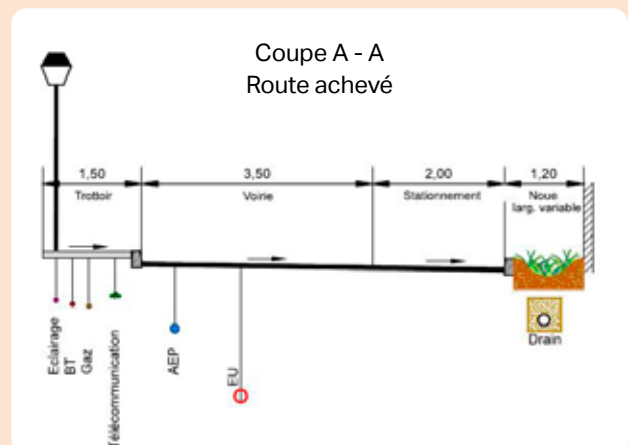 Coupe A - A
Route achevé
1,50
3,50
2,00
1,20
Trottoir
Voirie
Stationnement
Noue
larg. variable
Eclairage
BT
Gaz
Télécommunication
AEP
EU
Drain